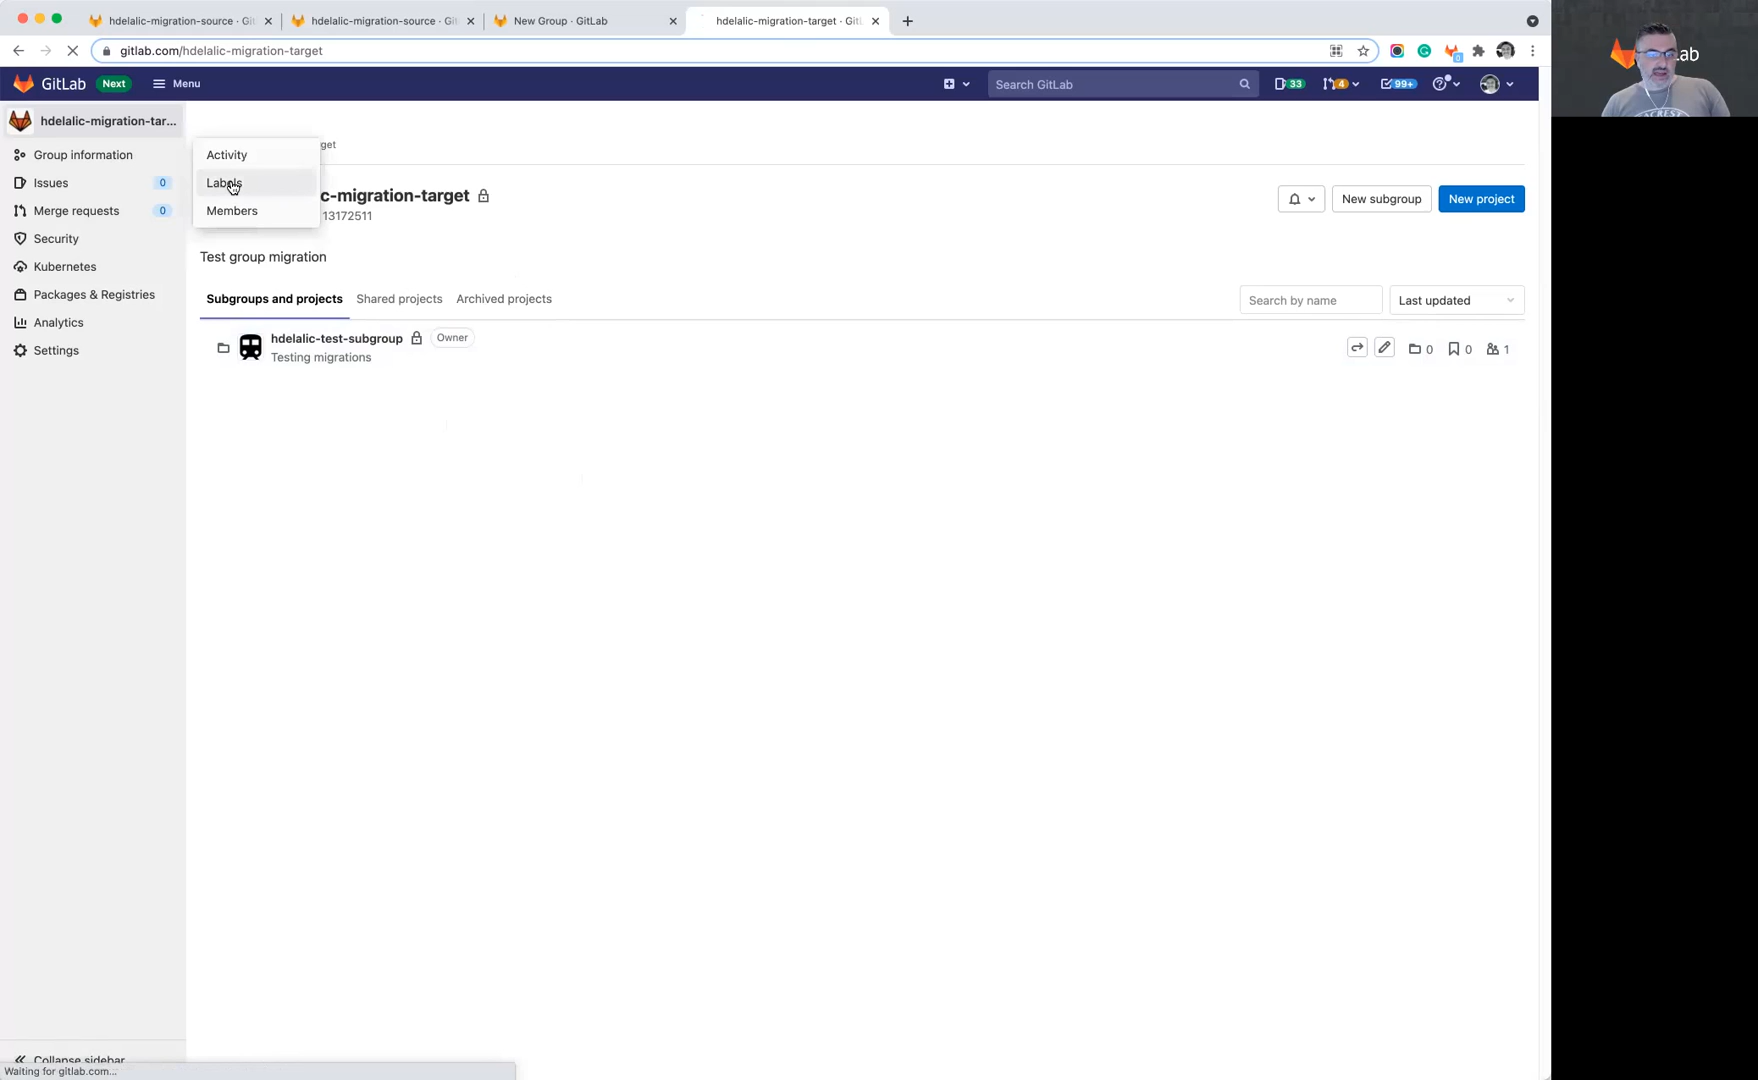 hdelalic-migration-source · Gi
hdelalic-migration-source · Git
New Group · GitLab
hdelalic-migration-target · GitL
gitlab.com/hdelalic-migration-target
GitLab Next Menu
Search GitLab
33
4
99+
hdelalic-migration-tar...
Group information
Issues 0
Merge requests 0
Security
Kubernetes
Packages & Registries
Analytics
Settings
Activity
Labels
Members
get
c-migration-target
13172511
New subgroup
New project
Test group migration
Subgroups and projects
Shared projects
Archived projects
Search by name
Last updated
hdelalic-test-subgroup
Owner
Testing migrations
0
0
1
Collapse sidebar
Waiting for gitlab.com...